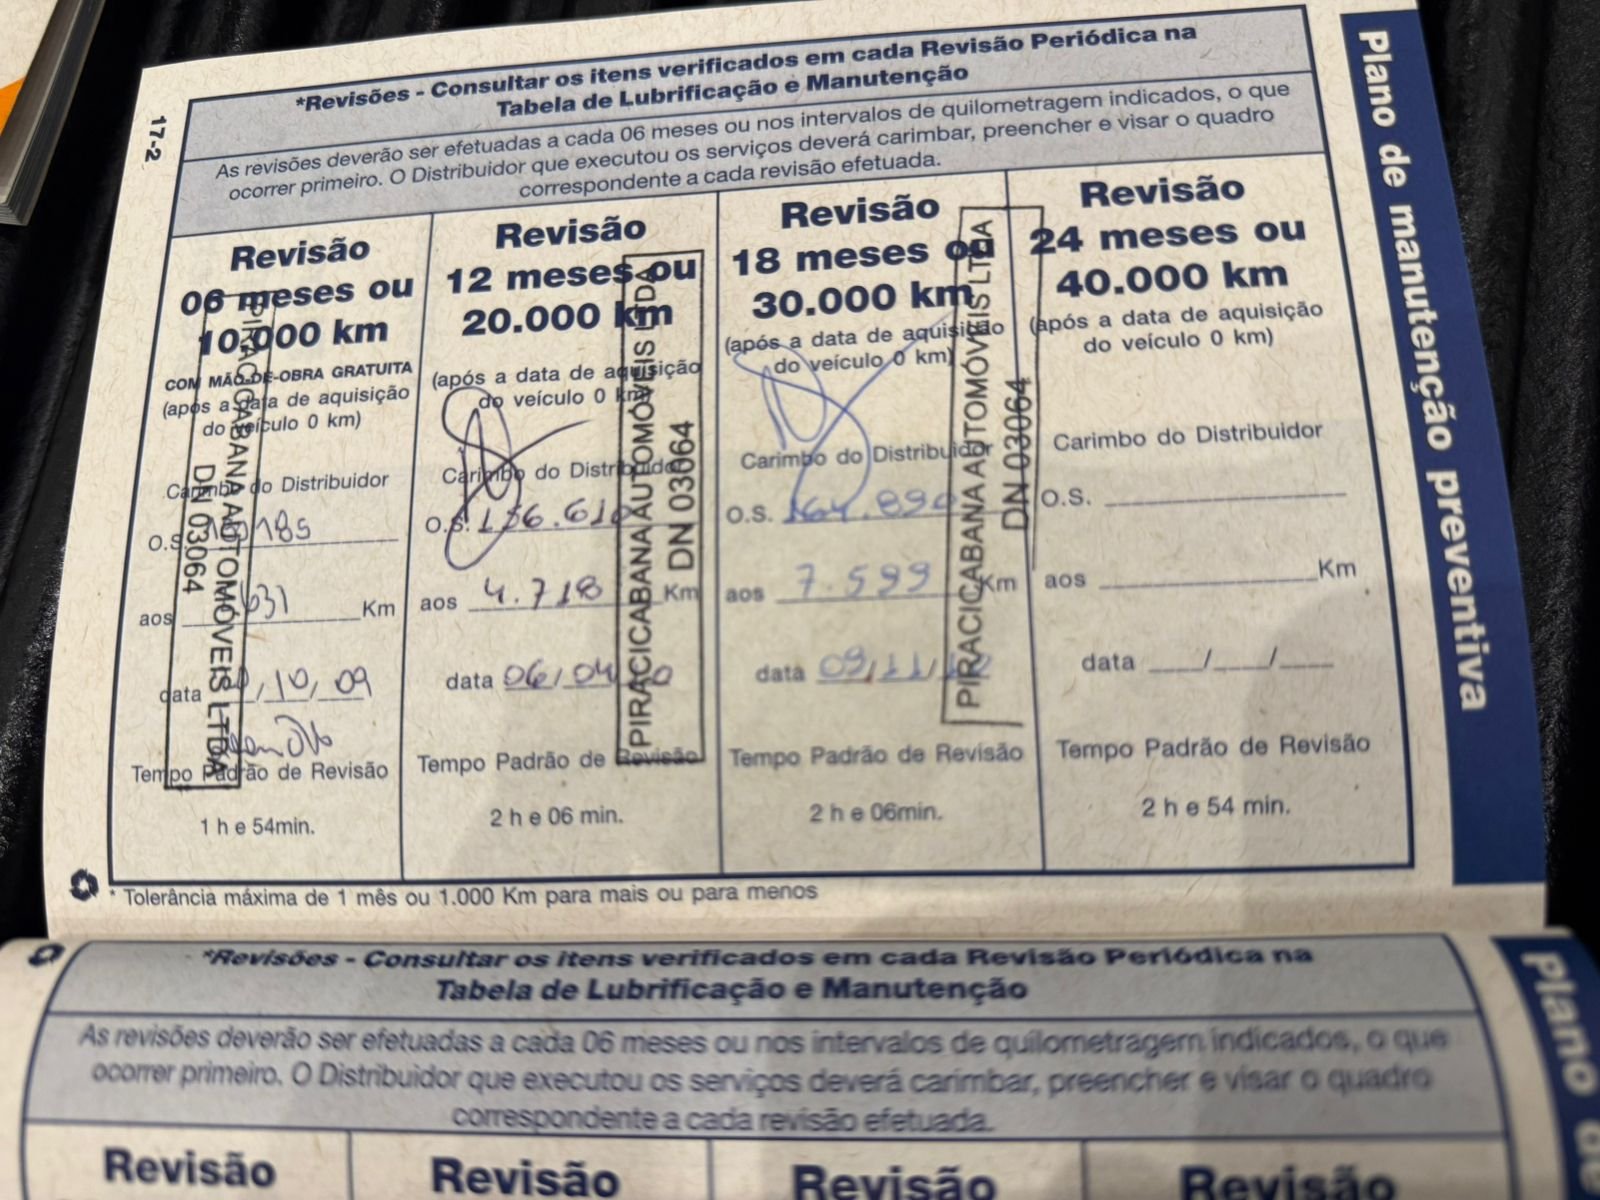 Plano de manutenção preventiva
17-2
*Revisões - Consultar os itens verificados em cada Revisão Periódica na
Tabela de Lubrificação e Manutenção
As revisões deverão ser efetuadas a cada 06 meses ou nos intervalos de quilometragem indicados, o que
ocorrer primeiro. O Distribuidor que executou os serviços deverá carimbar, preencher e visar o quadro
correspondente a cada revisão efetuada.
Revisão
06 meses ou
10.000 km
COM MÃO-DE-OBRA GRATUITA
(após a data de aquisição
do veículo 0 km)
Carimbo do Distribuidor
O.S.
aos 631 Km
data /10/09
Tempo Padrão de Revisão
1 h e 54min.
PIRACICABANA AUTOMÓVEIS LTDA
DN 03064
Revisão
12 meses ou
20.000 km
(após a data de aquisição
do veículo 0 km)
Carimbo do Distribuidor
O.S. 156.610
aos 4.718 Km
data 06/04/ 0
Tempo Padrão de Revisão
2 h e 06 min.
PIRACICABANA AUTOMÓVEIS LTDA
DN 03064
Revisão
18 meses ou
30.000 km
(após a data de aquisição
do veículo 0 km)
Carimbo do Distribuidor
O.S. 164.890
aos 7.599 Km
data 09/11/
Tempo Padrão de Revisão
2 h e 06min.
PIRACICABANA AUTOMÓVEIS LTDA
DN 03064
Revisão
24 meses ou
40.000 km
(após a data de aquisição
do veículo 0 km)
Carimbo do Distribuidor
O.S.
aos Km
data / /
Tempo Padrão de Revisão
2 h e 54 min.
* Tolerância máxima de 1 mês ou 1.000 Km para mais ou para menos
*Revisões - Consultar os itens verificados em cada Revisão Periódica na
Tabela de Lubrificação e Manutenção
As revisões deverão ser efetuadas a cada 06 meses ou nos intervalos de quilometragem indicados, o que
ocorrer primeiro. O Distribuidor que executou os serviços deverá carimbar, preencher e visar o quadro
correspondente a cada revisão efetuada.
Revisão
Revisão
Revisão
Revisão
Plano de